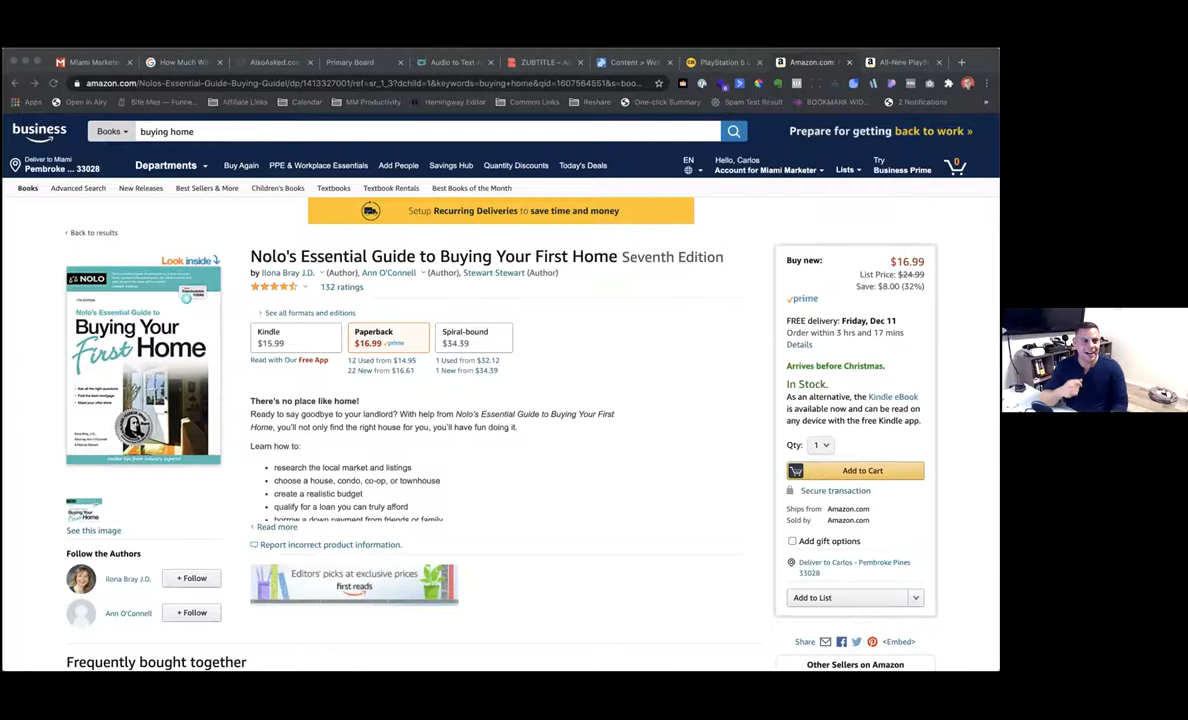 Miami Markete
How Much Wil
AlsoAsked.co
Primary Board
Audio to Text A
ZUBTITLE – A
Content > Web
PlayStation 5
Amazon.com:
All-New PlayS
amazon.com/Nolos-Essential-Guide-Buying-Guidel/dp/1413327001/ref=sr_1_3?dchild=1&keywords=buying+home&qid=1607564551&s=boo...
Apps
Open in Airy
Site Map — Funne...
Affiliate Links
Calendar
MM Productivity
Hemingway Editor
Common Links
Reshare
One-click Summary
Spam Test Result
BOOKMARK WID...
2 Notifications
»
business
Books
buying home
Prepare for getting back to work »
Deliver to Miami
Pembroke ... 33028
Departments
Buy Again
PPE & Workplace Essentials
Add People
Savings Hub
Quantity Discounts
Today's Deals
EN
Hello, Carlos
Account for Miami Marketer
Lists
Try
Business Prime
0
Books
Advanced Search
New Releases
Best Sellers & More
Children's Books
Textbooks
Textbook Rentals
Best Books of the Month
Setup Recurring Deliveries to save time and money
‹ Back to results
Look inside
NOLO
7TH EDITION
Nolo's Essential Guide to
Buying Your
First Home
Nolo's Essential Guide to Buying Your First Home Seventh Edition
by Ilona Bray J.D. (Author), Ann O'Connell (Author), Stewart Stewart (Author)
132 ratings
› See all formats and editions
Kindle
$15.99
Paperback
$16.99 prime
Spiral-bound
$34.39
Read with Our Free App
12 Used from $14.95
22 New from $16.61
1 Used from $32.12
1 New from $34.39
There's no place like home!
Ready to say goodbye to your landlord? With help from Nolo's Essential Guide to Buying Your First
Home, you'll not only find the right house for you, you'll have fun doing it.
Learn how to:
• research the local market and listings
• choose a house, condo, co-op, or townhouse
• create a realistic budget
• qualify for a loan you can truly afford
• borrow a down payment from friends or family
‹ Read more
Report incorrect product information.
See this image
Follow the Authors
Ilona Bray J.D.
+ Follow
Ann O'Connell
+ Follow
Editors' picks at exclusive prices
first reads
Frequently bought together
Buy new:
$16.99
List Price: $24.99
Save: $8.00 (32%)
prime
FREE delivery: Friday, Dec 11
Order within 3 hrs and 17 mins
Details
Arrives before Christmas.
In Stock.
As an alternative, the Kindle eBook
is available now and can be read on
any device with the free Kindle app.
Qty: 1
Add to Cart
Secure transaction
Ships from Amazon.com
Sold by Amazon.com
Add gift options
Deliver to Carlos - Pembroke Pines
33028
Add to List
Share
<Embed>
Other Sellers on Amazon